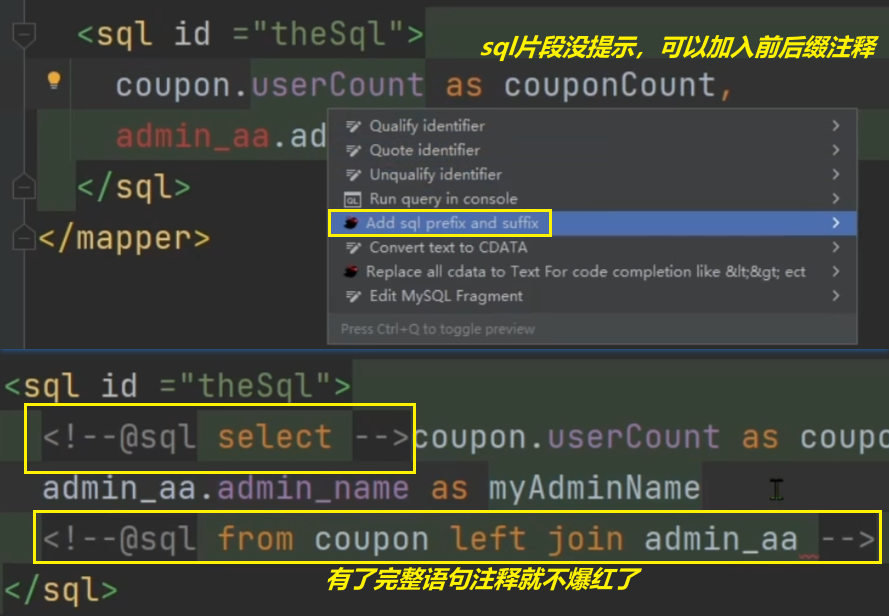 <sql id ="theSql">
sql片段没提示，可以加入前后缀注释
coupon.userCount as couponCount,
admin_aa.ad
Qualify identifier
Quote identifier
Unqualify identifier
QL Run query in console
Add sql prefix and suffix
Convert text to CDATA
Replace all cdata to Text For code completion like &lt;&gt; ect
Edit MySQL Fragment
Press Ctrl+Q to toggle preview
</sql>
</mapper>
<sql id ="theSql">
<!--@sql select -->coupon.userCount as coupo
admin_aa.admin_name as myAdminName
<!--@sql from coupon left join admin_aa -->
有了完整语句注释就不爆红了
</sql>